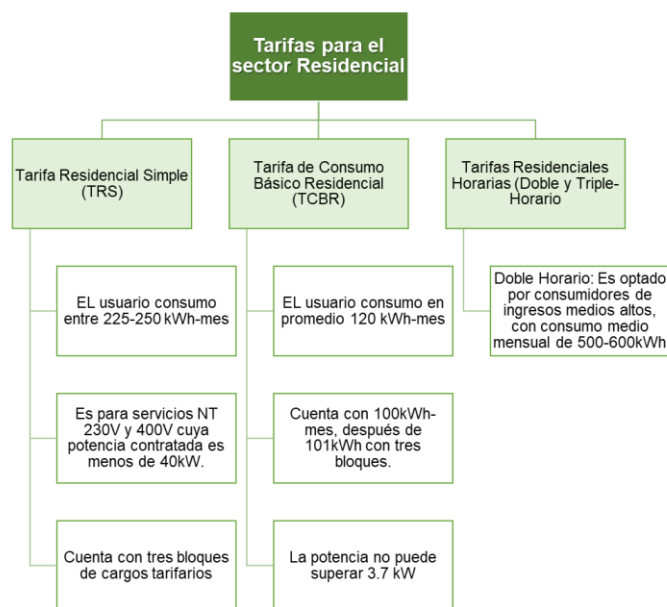 Tarifas para el
sector Residencial
Tarifa Residencial Simple
(TRS)
Tarifa de Consumo
Básico Residencial
(TCBR)
Tarifas Residenciales
Horarias (Doble y Triple-
Horario
EL usuario consumo
entre 225-250 kWh-mes
EL usuario consumo en
promedio 120 kWh-mes
Doble Horario: Es optado
por consumidores de
ingresos medios altos,
con consumo medio
mensual de 500-600kWh
Es para servicios NT
230V y 400V cuya
potencia contratada es
menos de 40kW.
Cuenta con 100kWh-
mes, después de
101kWh con tres
bloques.
Cuenta con tres bloques
de cargos tarifarios
La potencia no puede
superar 3.7 kW